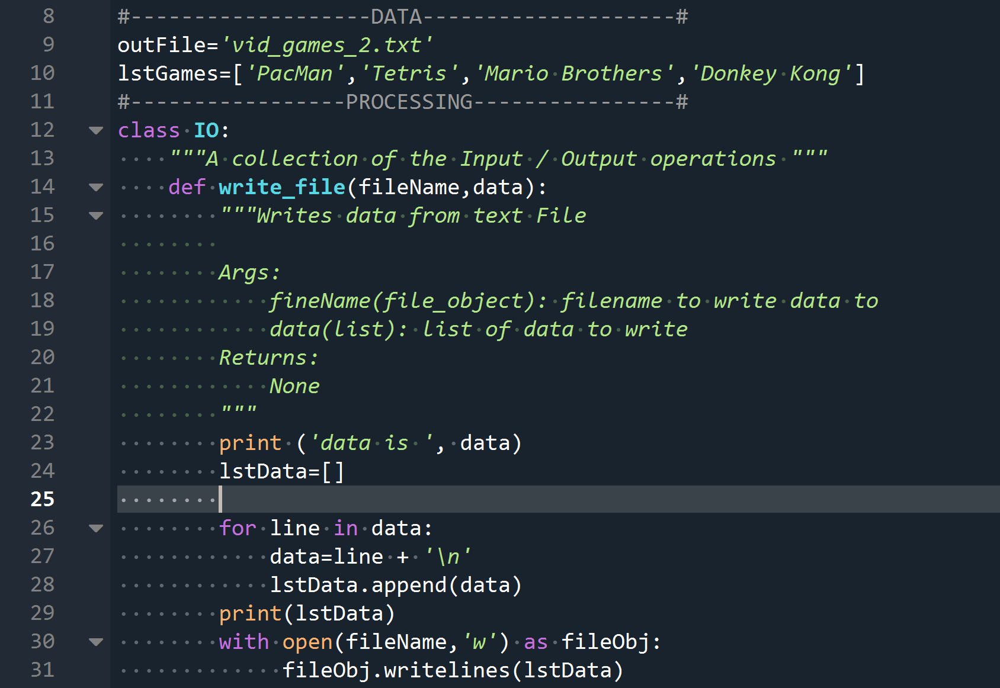 8 #-------------------DATA--------------------#
9 outFile='vid_games_2.txt'
10 lstGames=['PacMan','Tetris','Mario Brothers','Donkey Kong']
11 #-----------------PROCESSING----------------#
12 class IO:
13     """A collection of the Input / Output operations """
14     def write_file(fileName,data):
15         """Writes data from text File
16
17         Args:
18             fineName(file_object): filename to write data to
19             data(list): list of data to write
20         Returns:
21             None
22         """
23         print ('data is ', data)
24         lstData=[]
25
26         for line in data:
27             data=line + '\n'
28             lstData.append(data)
29         print(lstData)
30         with open(fileName,'w') as fileObj:
31              fileObj.writelines(lstData)